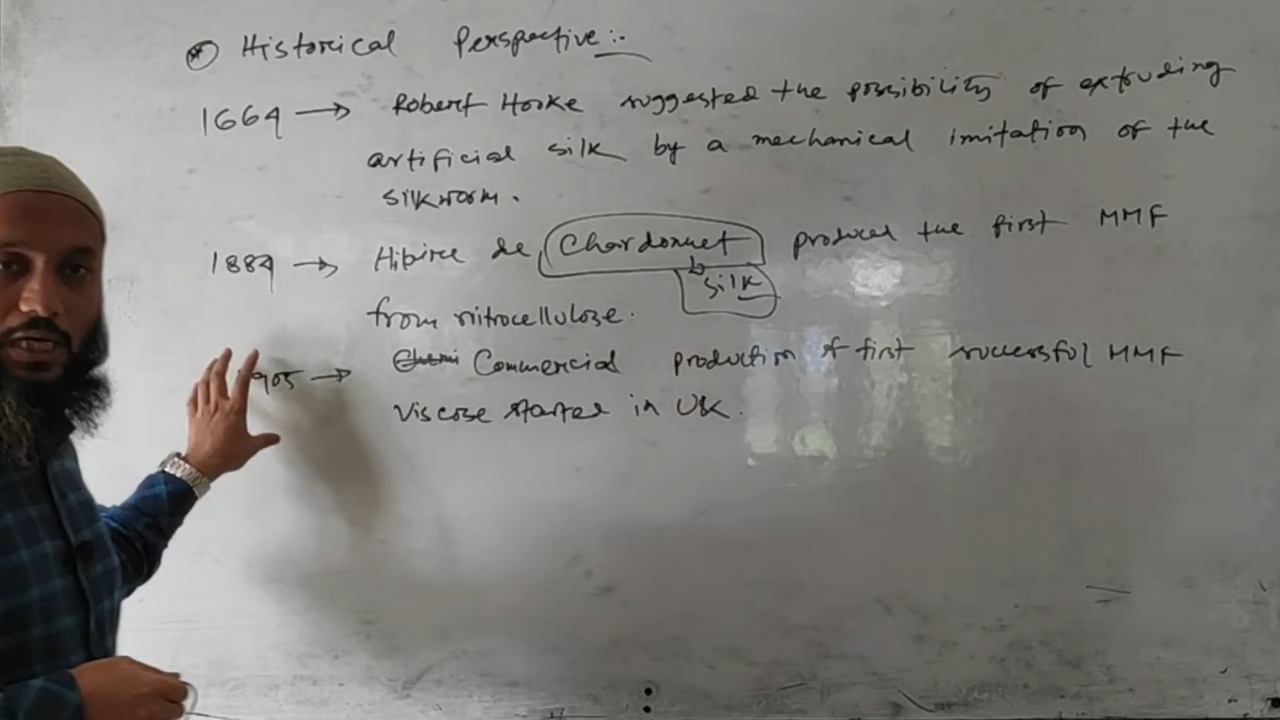 * Historical Perspective:-
1664 → Robert Hooke suggested the possibility of extruding
artificial silk by a mechanical imitation of the
silkworm.
1884 → de Chardonnet produced the first MMF
silk
from nitrocellulose.
905 → Commercial production of first successful MMF
Viscose started in UK.